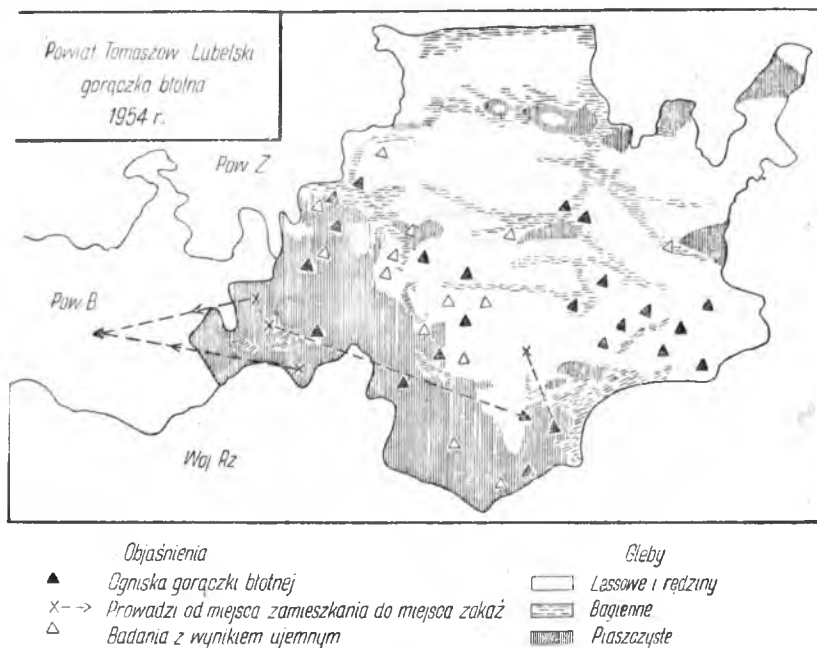 Powiat Tomaszów Lubelski
gorączka błotna
1954 r.
Pow Z
Pow B
Woj Rz
Objaśnienia
Ogniska gorączki błotnej
Prowadzi od miejsca zamieszkania do miejsca zakaź
Badania z wynikiem ujemnym
Gleby
Lessowe i rędziny
Bagienne
Piaszczyste